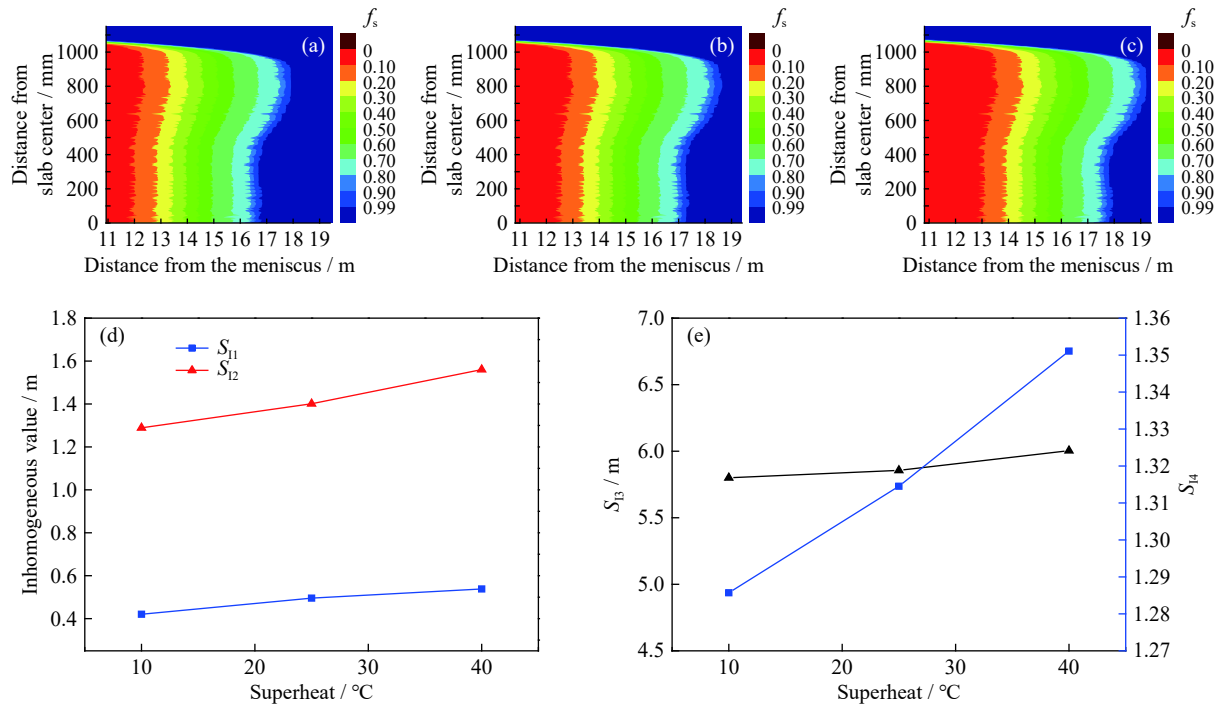 f_s
(a)
Distance from
slab center / mm
1000
800
600
400
200
0
11 12 13 14 15 16 17 18 19
Distance from the meniscus / m
0
0.10
0.20
0.30
0.40
0.50
0.60
0.70
0.80
0.90
0.99
f_s
(b)
Distance from
slab center / mm
1000
800
600
400
200
0
11 12 13 14 15 16 17 18 19
Distance from the meniscus / m
0
0.10
0.20
0.30
0.40
0.50
0.60
0.70
0.80
0.90
0.99
f_s
(c)
Distance from
slab center / mm
1000
800
600
400
200
0
11 12 13 14 15 16 17 18 19
Distance from the meniscus / m
0
0.10
0.20
0.30
0.40
0.50
0.60
0.70
0.80
0.90
0.99
(d)
S_I1
S_I2
Inhomogeneous value / m
1.8
1.6
1.4
1.2
1.0
0.8
0.6
0.4
10 20 30 40
Superheat / °C
(e)
S_I3 / m
7.0
6.5
6.0
5.5
5.0
4.5
10 20 30 40
Superheat / °C
1.36
1.35
1.34
1.33
1.32
1.31
1.30
1.29
1.28
1.27
S_I4